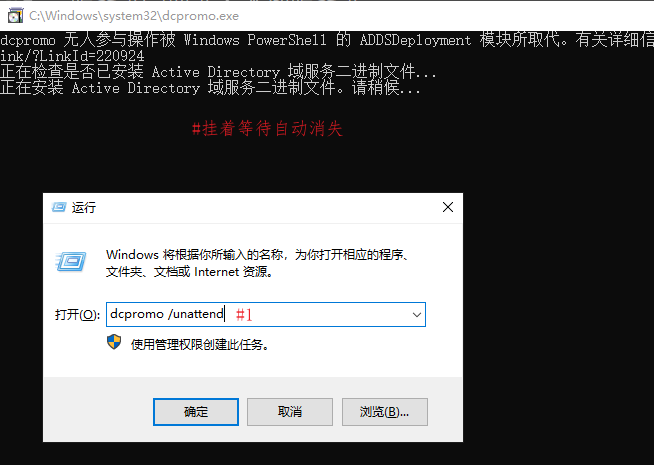 C:\Windows\system32\dcpromo.exe
dcpromo 无人参与操作被 Windows PowerShell 的 ADDSDeployment 模块所取代。有关详细信
ink/?LinkId=220924
正在检查是否已安装 Active Directory 域服务二进制文件...
正在安装 Active Directory 域服务二进制文件。请稍候...
#挂着等待自动消失
运行
Windows 将根据你所输入的名称，为你打开相应的程序、
文件夹、文档或 Internet 资源。
打开(O): dcpromo /unattend #1
使用管理权限创建此任务。
确定 取消 浏览(B)...